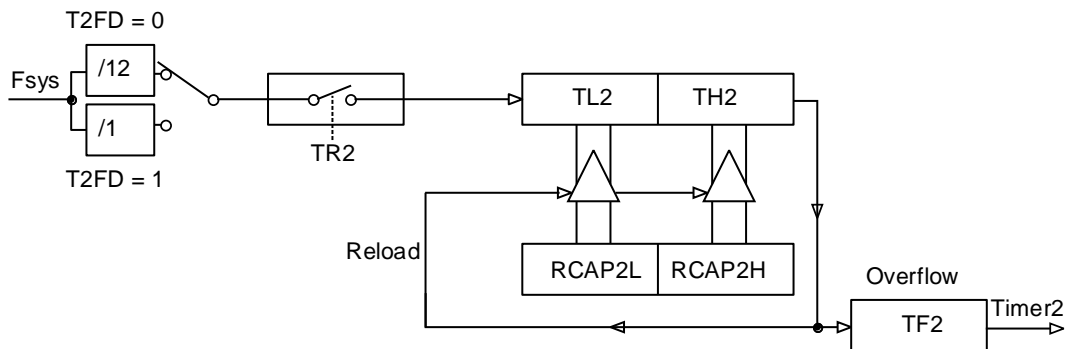 T2FD = 0
Fsys
/12
/1
T2FD = 1
TR2
TL2
TH2
Reload
RCAP2L
RCAP2H
Overflow
TF2
Timer2